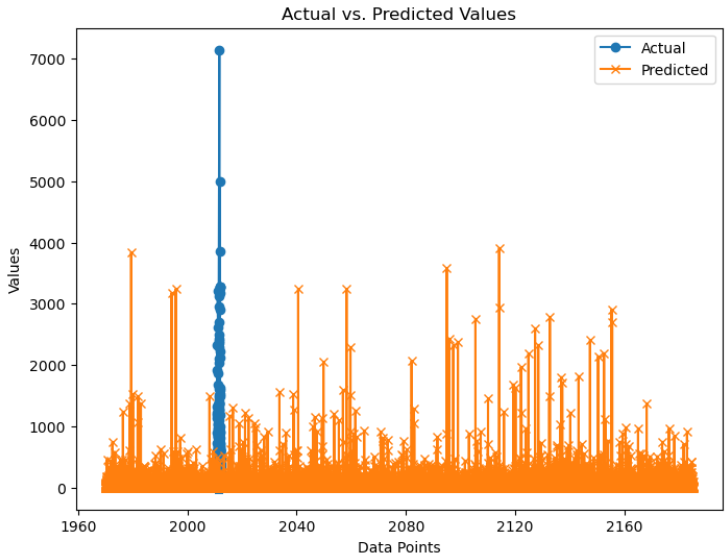 Actual vs. Predicted Values
Actual
Predicted
7000
6000
5000
4000
3000
2000
1000
0
Values
1960
2000
2040
2080
2120
2160
Data Points